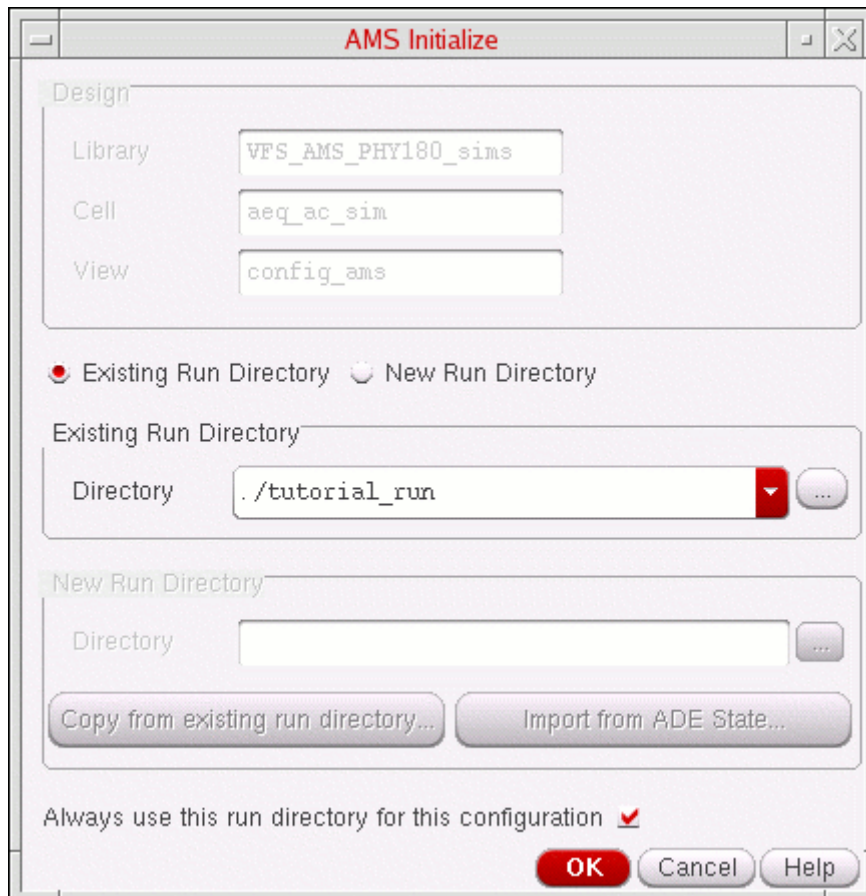 AMS Initialize
Design
Library VFS_AMS_PHY180_sims
Cell aeq_ac_sim
View config_ams
Existing Run Directory New Run Directory
Existing Run Directory
Directory ./tutorial_run ...
New Run Directory
Directory ...
Copy from existing run directory... Import from ADE State...
Always use this run directory for this configuration
OK Cancel Help